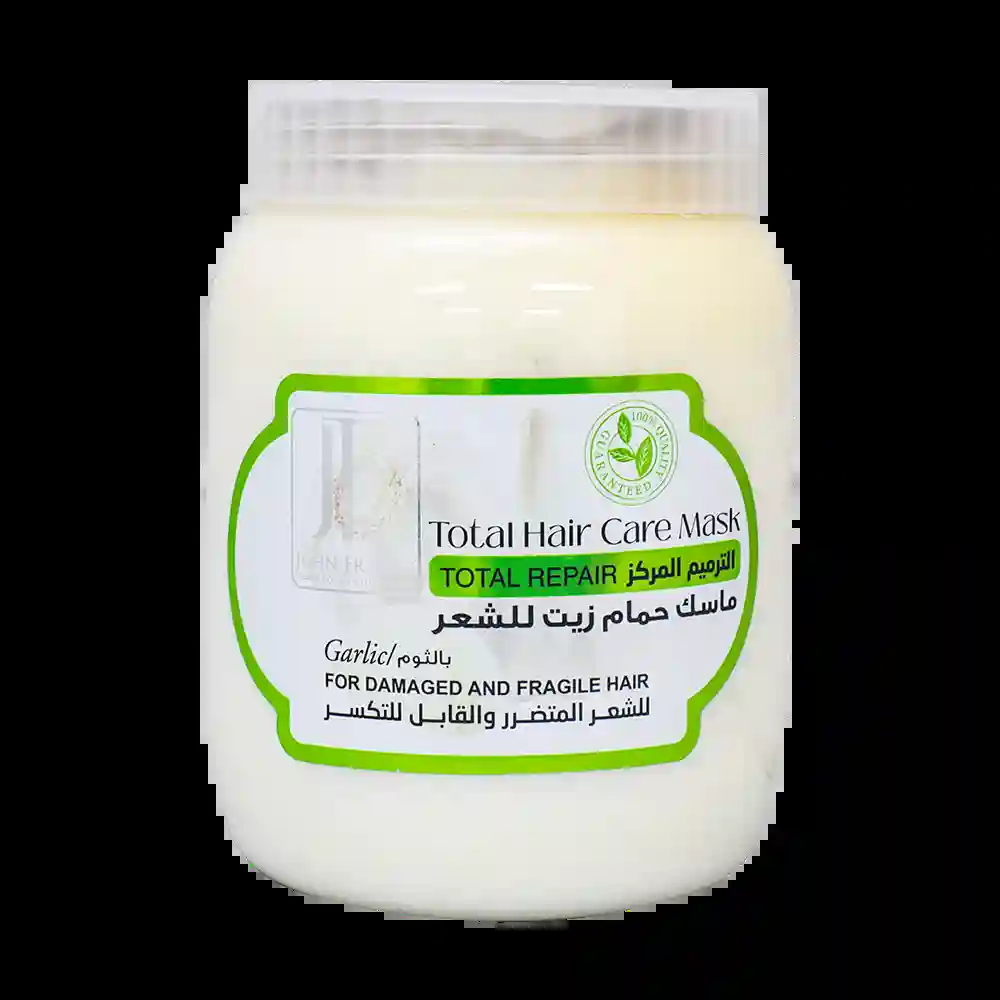 100% QUALITY
GUARANTEED
JOHN
Total Hair Care Mask
TOTAL REPAIR الترميم المركز
ماسك حمام زيت للشعر
Garlic/بالثوم
FOR DAMAGED AND FRAGILE HAIR
للشعر المتضرر والقابل للتكسر